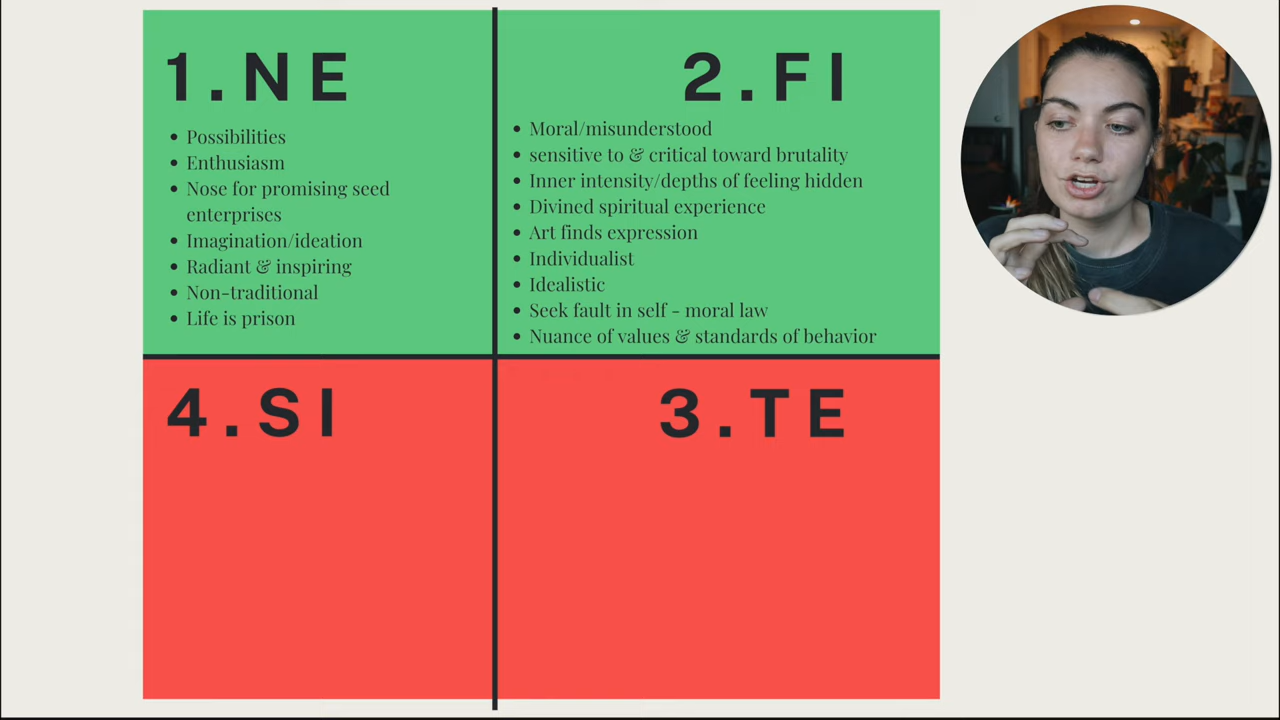 1.NE
• Possibilities
• Enthusiasm
• Nose for promising seed
enterprises
• Imagination/ideation
• Radiant & inspiring
• Non-traditional
• Life is prison
2.FI
• Moral/misunderstood
• sensitive to & critical toward brutality
• Inner intensity/depths of feeling hidden
• Divined spiritual experience
• Art finds expression
• Individualist
• Idealistic
• Seek fault in self - moral law
• Nuance of values & standards of behavior
4.SI
3.TE